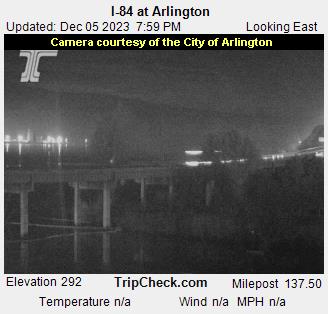 I-84 at Arlington
Updated: Dec 05 2023 7:59 PM Looking East
Camera courtesy of the City of Arlington
Elevation 292 TripCheck.com Milepost 137.50
Temperature n/a Wind n/a MPH n/a